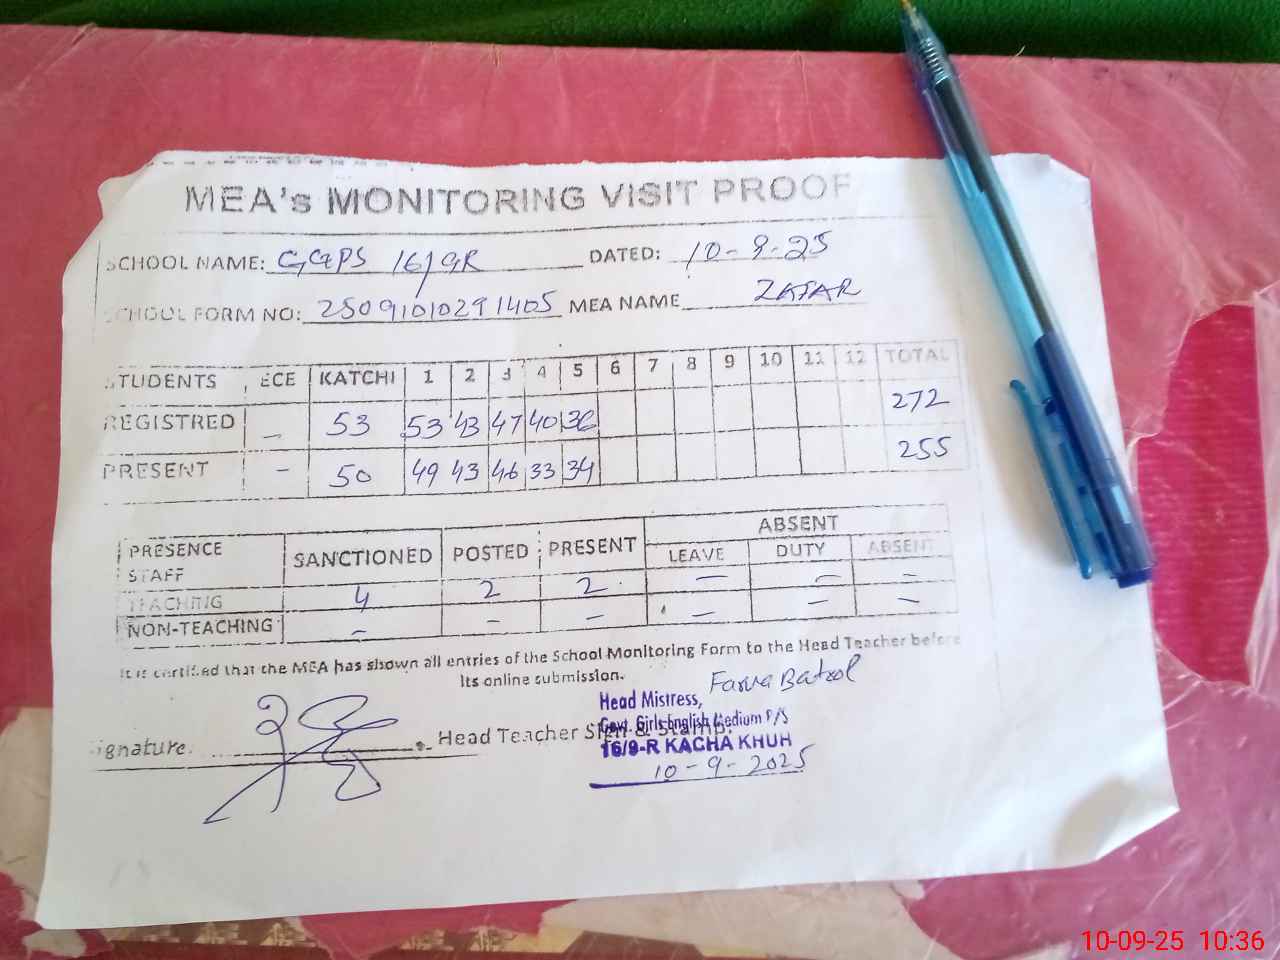 MEA's MONITORING VISIT PROOF
SCHOOL NAME: GGPS 16/9R DATED: 10-9-25
SCHOOL FORM NO: 25091010291405 MEA NAME ZAFAR
STUDENTS ECE KATCHI 1 2 3 4 5 6 7 8 9 10 11 12 TOTAL
REGISTRED - 53 53 43 47 40 36 272
PRESENT - 50 49 43 46 33 34 255
PRESENCE STAFF SANCTIONED POSTED PRESENT ABSENT
LEAVE DUTY ABSENT
TEACHING 4 2 2 - - -
NON-TEACHING - - - - - -
It is certified that the MEA has shown all entries of the School Monitoring Form to the Head Teacher before
its online submission.
Farwa Batool
Head Mistress,
Govt. Girls English Medium P/S
Signature. Head Teacher Sign & Stamp.
16/9-R KACHA KHUH
10-9-2025
10-09-25 10:36